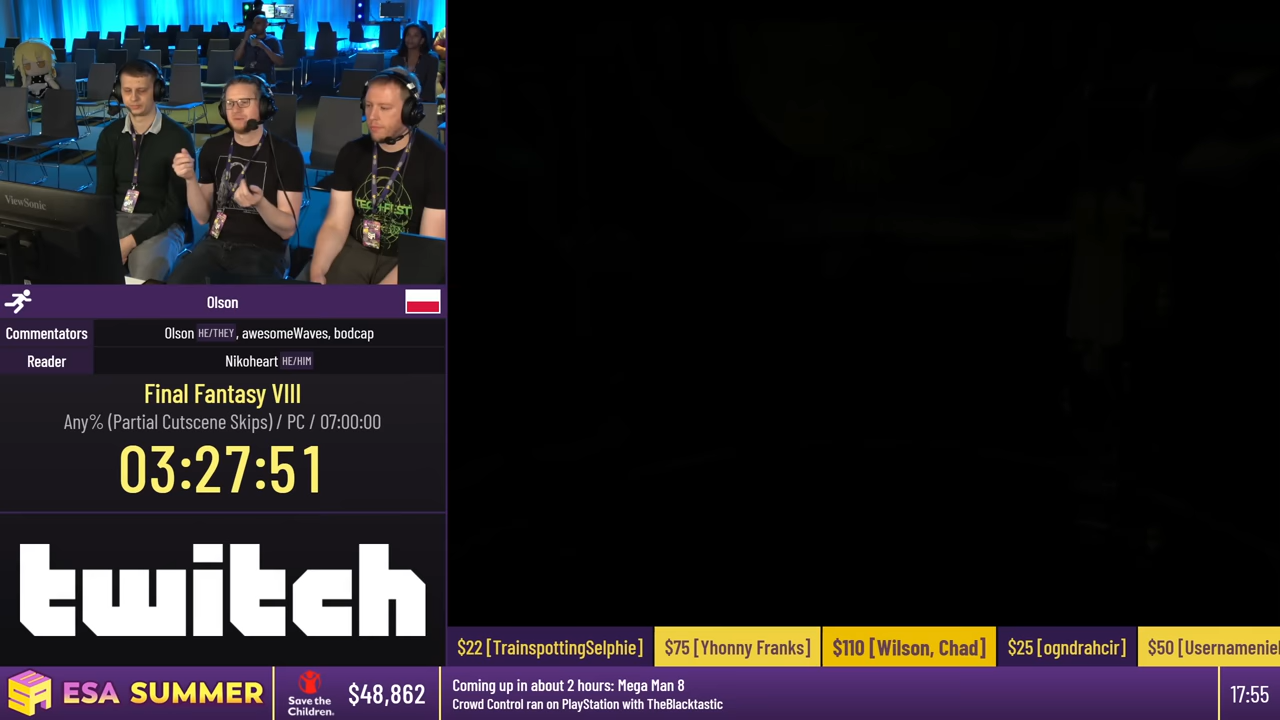 ViewSonic
TECH FEST
Olson
Commentators
Olson HE/THEY, awesomeWaves, bodcap
Reader
Nikoheart HE/HIM
Final Fantasy VIII
Any% (Partial Cutscene Skips) / PC / 07:00:00
03:27:51
twitch
$22 [TrainspottingSelphie]
$75 [Yhonny Franks]
$110 [Wilson, Chad]
$25 [ogndrahcir]
$50 [Usernamenie
ESA SUMMER
Save the
Children.
$48,862
Coming up in about 2 hours: Mega Man 8
Crowd Control ran on PlayStation with TheBlacktastic
17:55